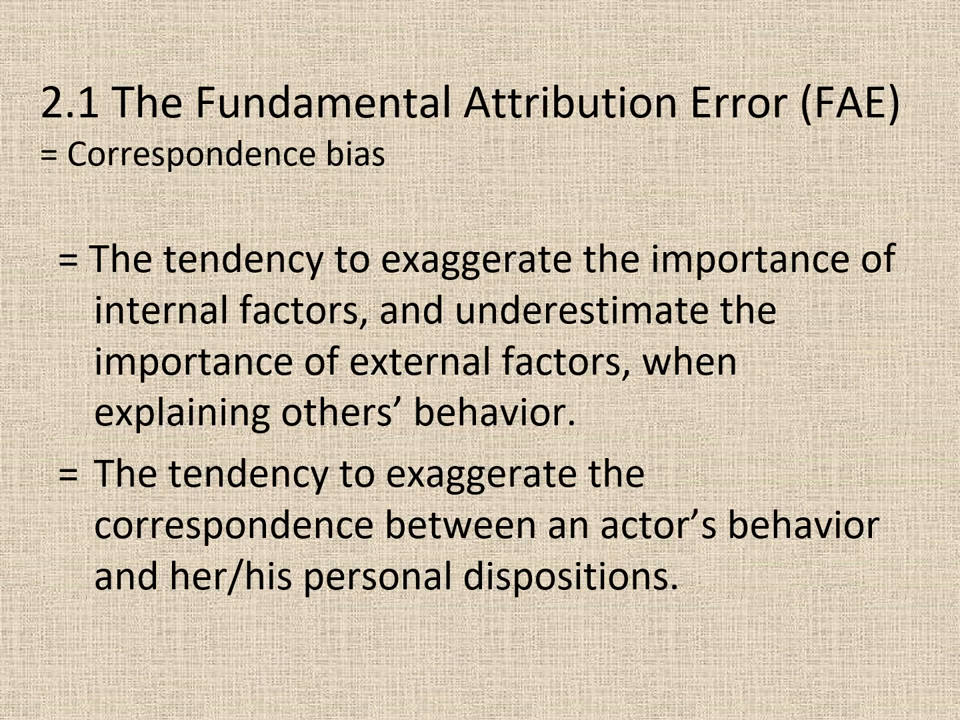 2.1 The Fundamental Attribution Error (FAE)
= Correspondence bias
= The tendency to exaggerate the importance of
internal factors, and underestimate the
importance of external factors, when
explaining others’ behavior.
= The tendency to exaggerate the
correspondence between an actor’s behavior
and her/his personal dispositions.